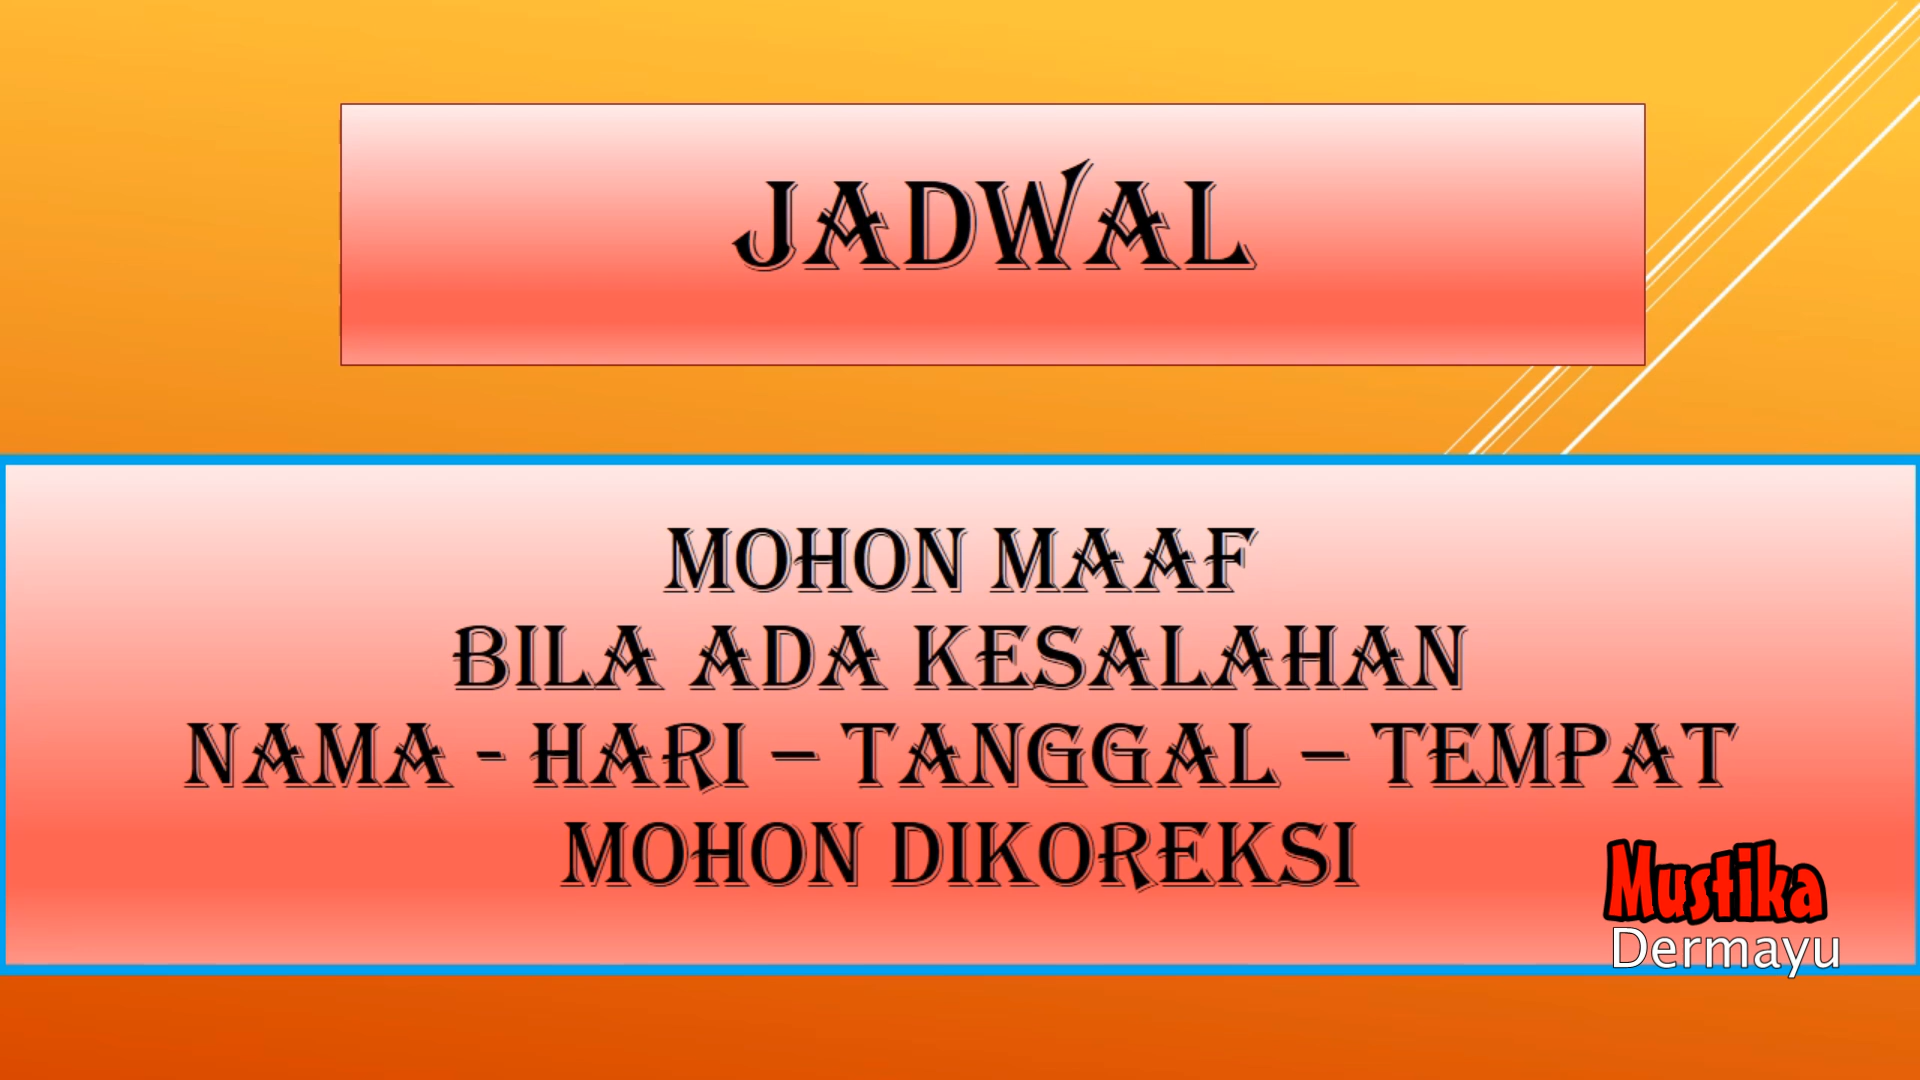 JADWAL
MOHON MAAF
BILA ADA KESALAHAN
NAMA - HARI – TANGGAL – TEMPAT
MOHON DIKOREKSI
Mustika
Dermayu